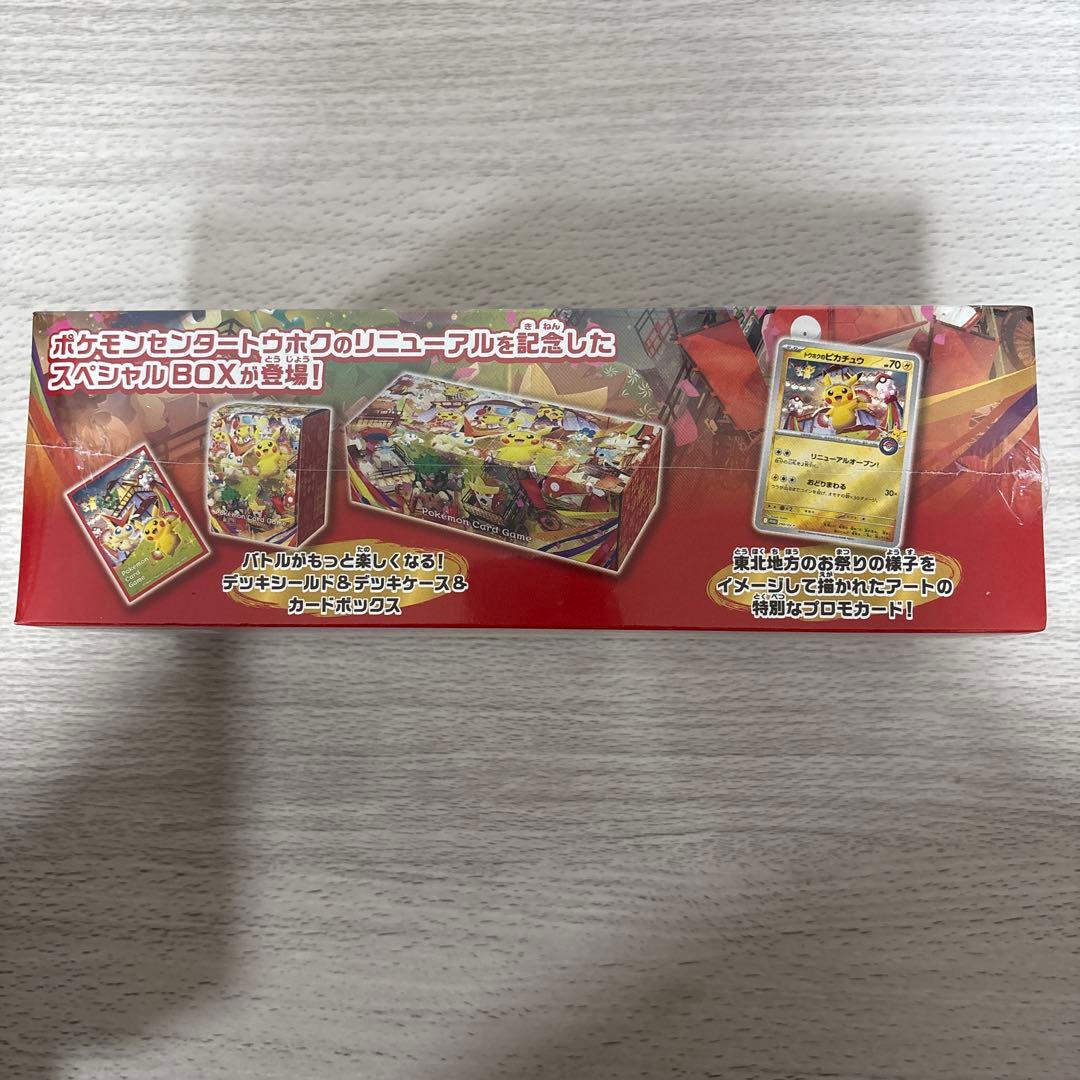 ポケモンセンタートウホクのリニューアルを記念した
スペシャルBOXが登場!
Pokémon
Card
Game
Pokémon Card Game
Pokémon Card Game
バトルがもっと楽しくなる!
デッキシールド&デッキケース&
カードボックス
トウホクのピカチュウ
HP70
リニューアルオープン!
おどりまわる
30×
東北地方のお祭りの様子を
イメージして描かれたアートの
特別なプロモカード!